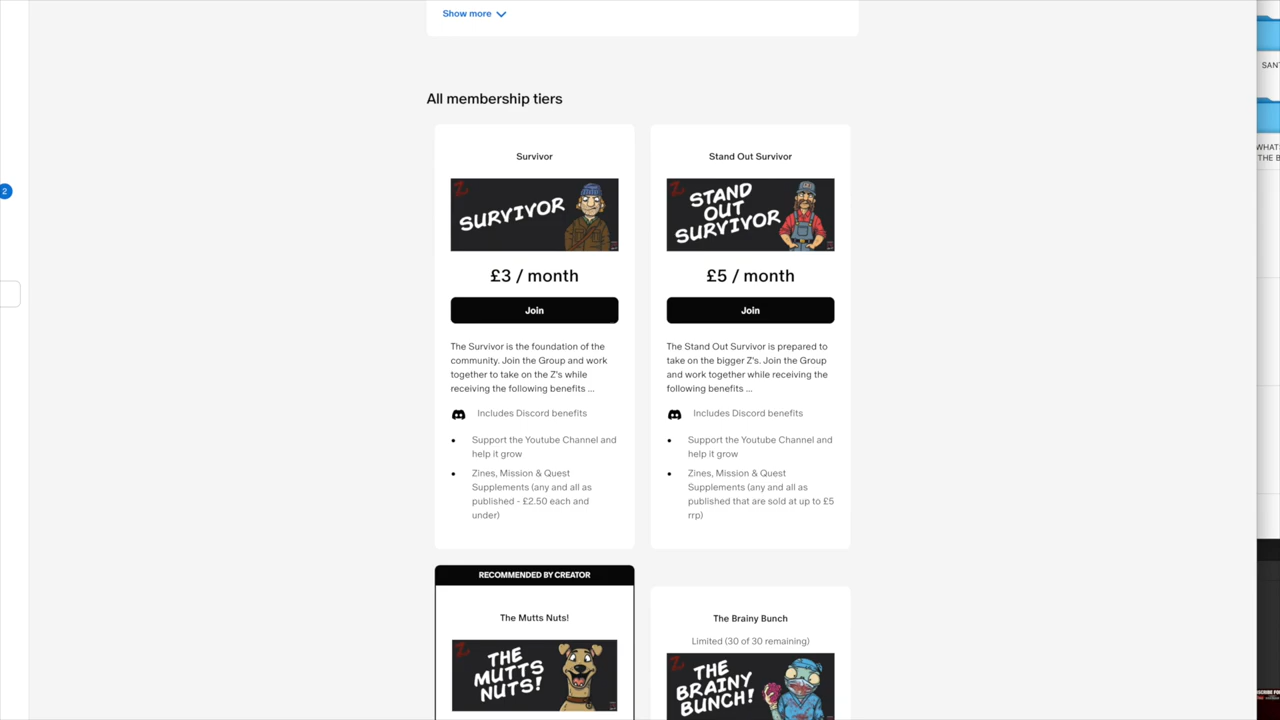 Show more
All membership tiers
Survivor
SURVIVOR
£3 / month
Join
The Survivor is the foundation of the
community. Join the Group and work
together to take on the Z's while
receiving the following benefits ...
Includes Discord benefits
Support the Youtube Channel and
help it grow
Zines, Mission & Quest
Supplements (any and all as
published - £2.50 each and
under)
Stand Out Survivor
STAND
OUT
SURVIVOR
£5 / month
Join
The Stand Out Survivor is prepared to
take on the bigger Z's. Join the Group
and work together while receiving the
following benefits ...
Includes Discord benefits
Support the Youtube Channel and
help it grow
Zines, Mission & Quest
Supplements (any and all as
published that are sold at up to £5
rrp)
RECOMMENDED BY CREATOR
The Mutts Nuts!
THE
MUTTS
NUTS!
The Brainy Bunch
Limited (30 of 30 remaining)
THE
BRAINY
BUNCH!
2
THE B